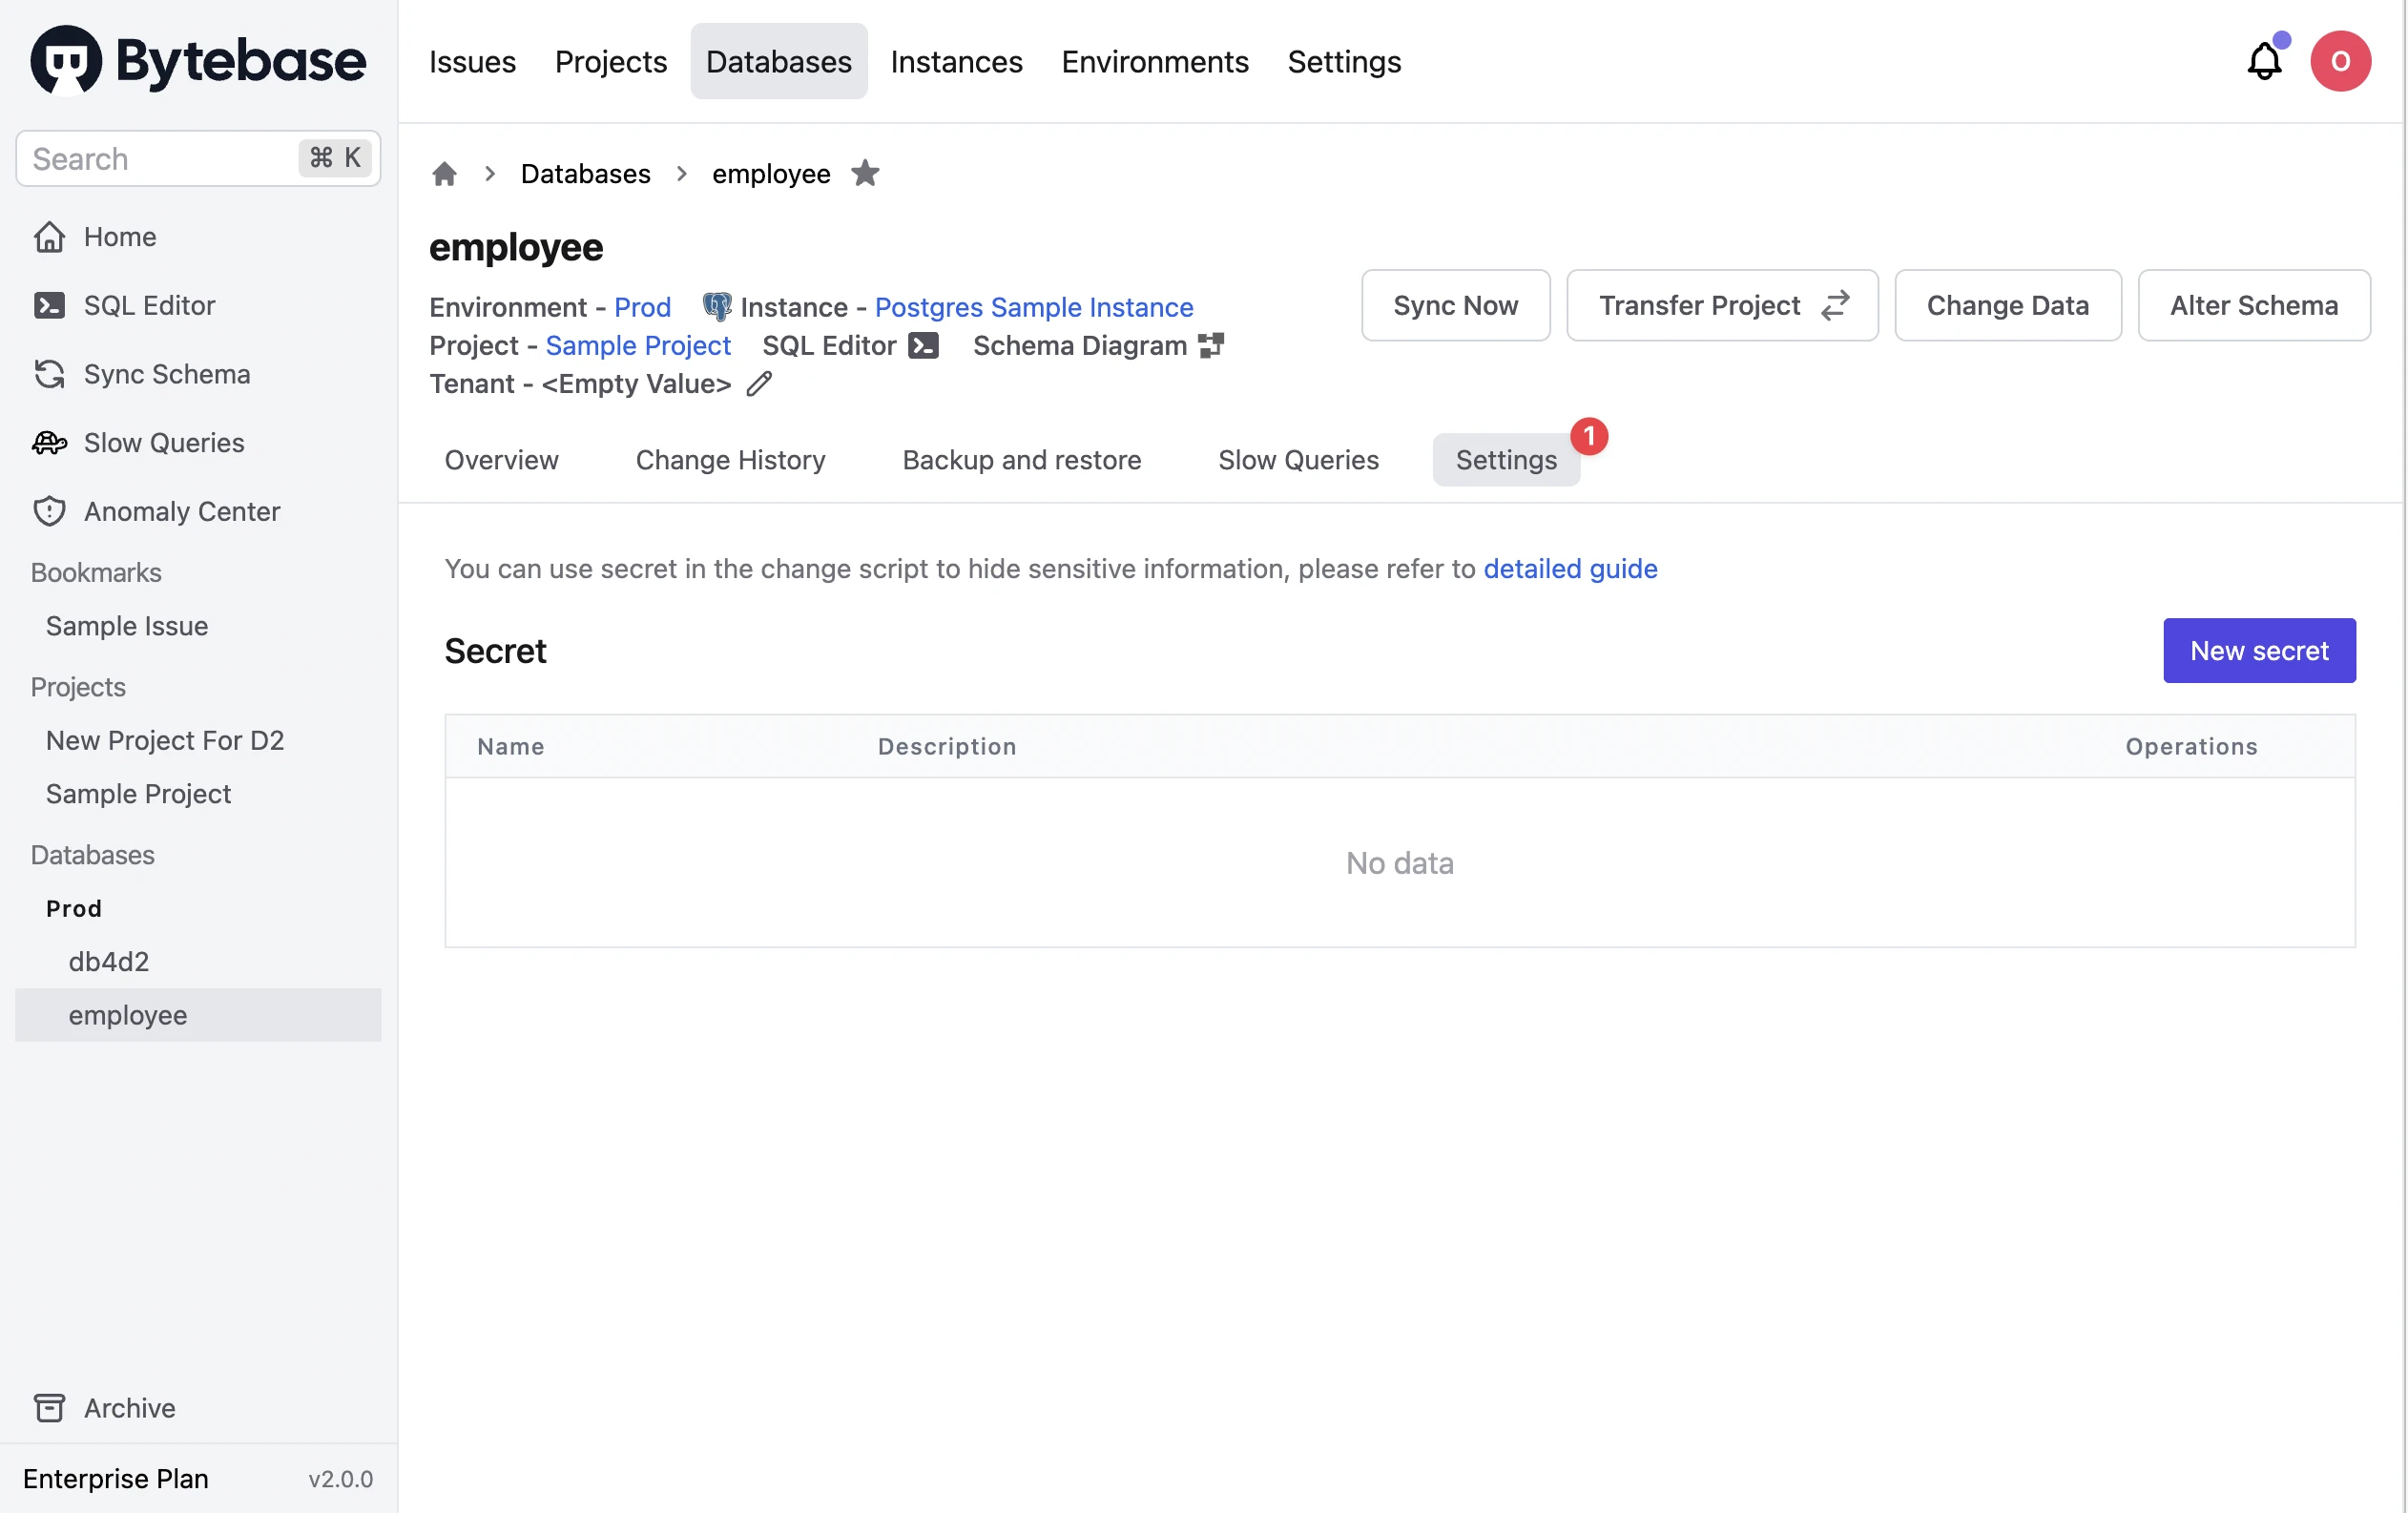 Bytebase
Search ⌘ K
Home
SQL Editor
Sync Schema
Slow Queries
Anomaly Center
Bookmarks
Sample Issue
Projects
New Project For D2
Sample Project
Databases
Prod
db4d2
employee
Archive
Enterprise Plan v2.0.0
Issues Projects Databases Instances Environments Settings O
Databases employee
employee
Environment - Prod Instance - Postgres Sample Instance
Project - Sample Project SQL Editor Schema Diagram
Tenant - <Empty Value>
Sync Now Transfer Project Change Data Alter Schema
Overview Change History Backup and restore Slow Queries Settings 1
You can use secret in the change script to hide sensitive information, please refer to detailed guide
Secret New secret
Name Description Operations
No data